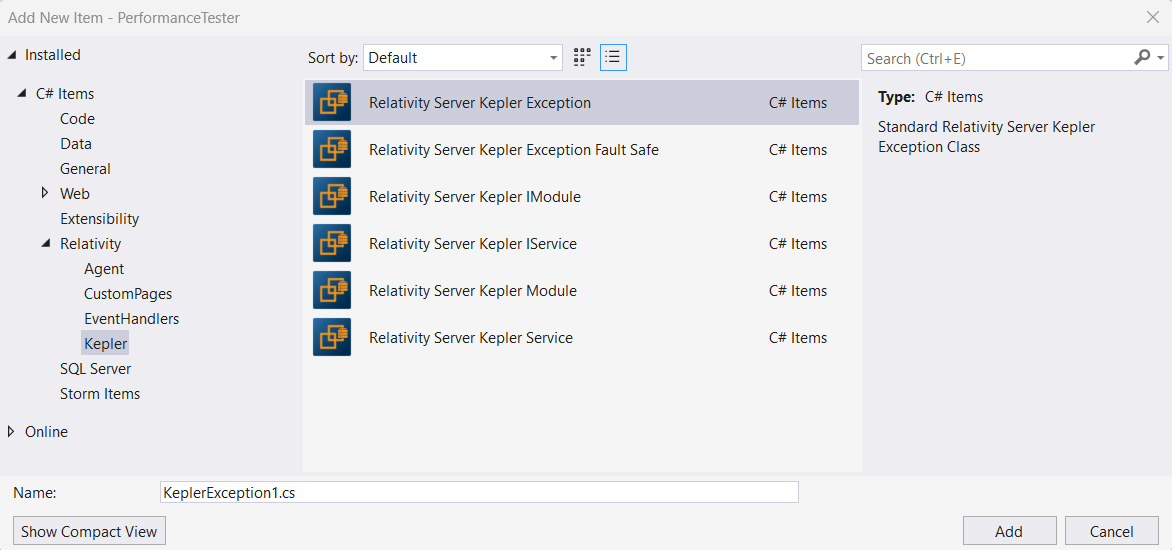 Add New Item - PerformanceTester
Installed
C# Items
Code
Data
General
Web
Extensibility
Relativity
Agent
CustomPages
EventHandlers
Kepler
SQL Server
Storm Items
Online
Sort by: Default
Relativity Server Kepler Exception C# Items
Relativity Server Kepler Exception Fault Safe C# Items
Relativity Server Kepler IModule C# Items
Relativity Server Kepler IService C# Items
Relativity Server Kepler Module C# Items
Relativity Server Kepler Service C# Items
Search (Ctrl+E)
Type: C# Items
Standard Relativity Server Kepler
Exception Class
Name: KeplerException1.cs
Show Compact View
Add
Cancel